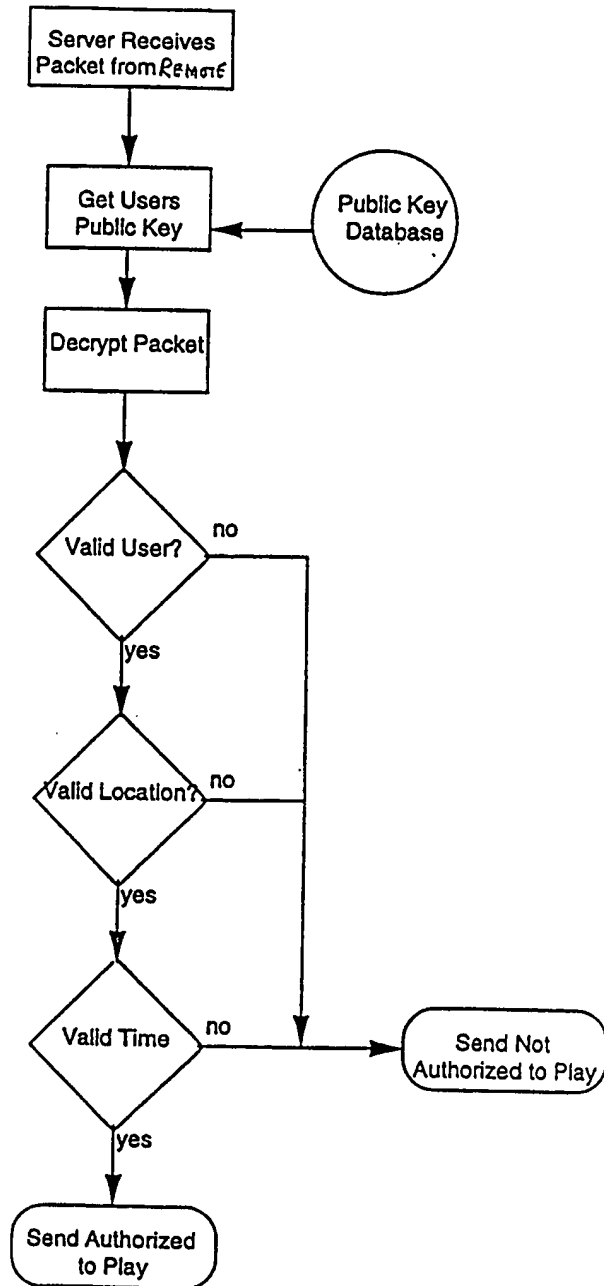 Server Receives
Packet from REMOTE
Get Users
Public Key
Public Key
Database
Decrypt Packet
Valid User?
no
yes
Valid Location?
no
yes
Valid Time
no
Send Not
Authorized to Play
yes
Send Authorized
to Play